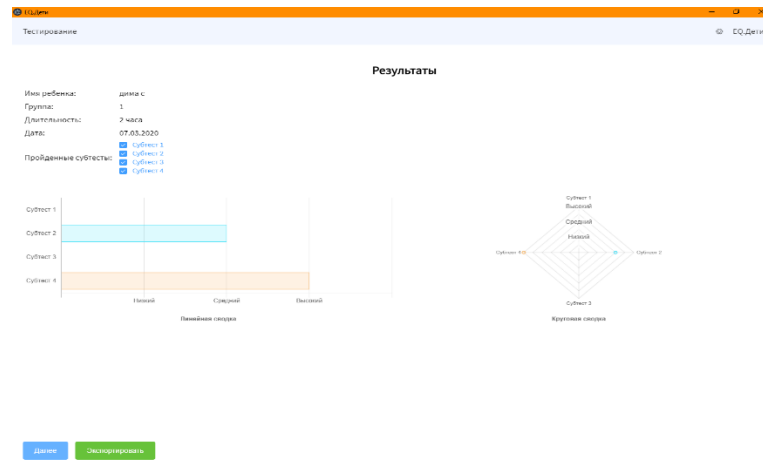 EQ.Дети
Тестирование
EQ.Дети
Результаты
Имя ребенка: дима с
Группа: 1
Длительность: 2 часа
Дата: 07.03.2020
Пройденные субтесты:
Субтест 1
Субтест 2
Субтест 3
Субтест 4
Субтест 1
Субтест 2
Субтест 3
Субтест 4
Низкий Средний Высокий
Линейная сводка
Субтест 1
Высокий
Средний
Низкий
Субтест 4 Субтест 2
Субтест 3
Круговая сводка
Далее Экспортировать